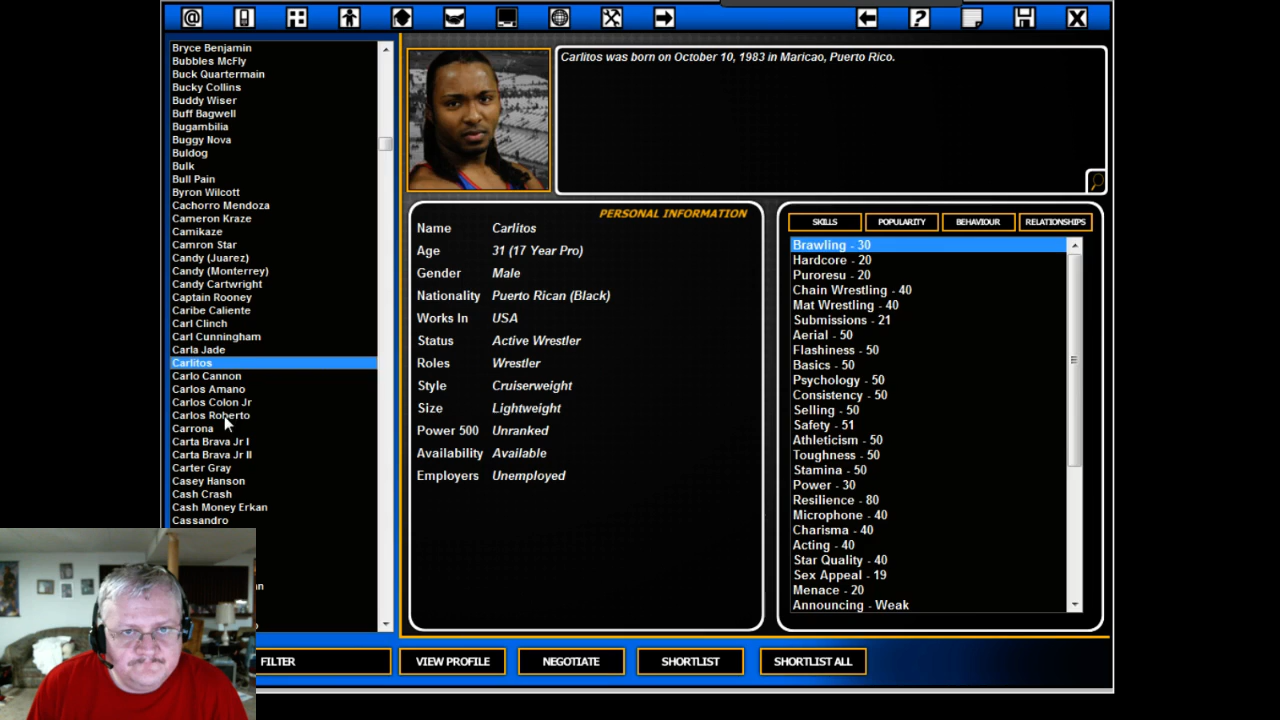 Bryce Benjamin
Bubbles McFly
Buck Quartermain
Bucky Collins
Buddy Wiser
Buff Bagwell
Bugambilia
Buggy Nova
Buldog
Bulk
Bull Pain
Byron Wilcott
Cachorro Mendoza
Cameron Kraze
Camikaze
Camron Star
Candy (Juarez)
Candy (Monterrey)
Candy Cartwright
Captain Rooney
Caribe Caliente
Carl Clinch
Carl Cunningham
Carla Jade
Carlitos
Carlo Cannon
Carlos Amano
Carlos Colon Jr
Carlos Roberto
Carrona
Carta Brava Jr I
Carta Brava Jr II
Carter Gray
Casey Hanson
Cash Crash
Cash Money Erkan
Cassandro
FILTER
Carlitos was born on October 10, 1983 in Maricao, Puerto Rico.
PERSONAL INFORMATION
Name Carlitos
Age 31 (17 Year Pro)
Gender Male
Nationality Puerto Rican (Black)
Works In USA
Status Active Wrestler
Roles Wrestler
Style Cruiserweight
Size Lightweight
Power 500 Unranked
Availability Available
Employers Unemployed
SKILLS POPULARITY BEHAVIOUR RELATIONSHIPS
Brawling - 30
Hardcore - 20
Puroresu - 20
Chain Wrestling - 40
Mat Wrestling - 40
Submissions - 21
Aerial - 50
Flashiness - 50
Basics - 50
Psychology - 50
Consistency - 50
Selling - 50
Safety - 51
Athleticism - 50
Toughness - 50
Stamina - 50
Power - 30
Resilience - 80
Microphone - 40
Charisma - 40
Acting - 40
Star Quality - 40
Sex Appeal - 19
Menace - 20
Announcing - Weak
VIEW PROFILE NEGOTIATE SHORTLIST SHORTLIST ALL